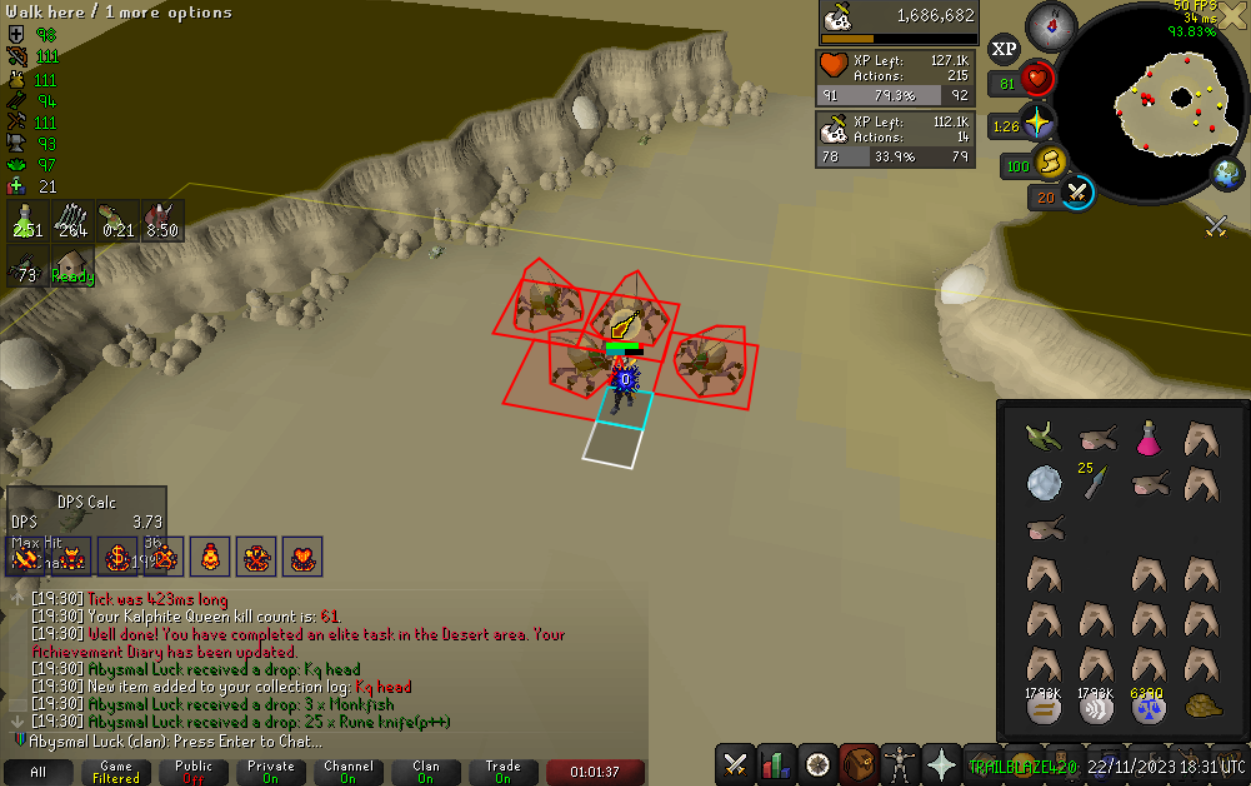 Walk here / 1 more options
98
111
111
94
111
93
97
21
2:51 264 0:21 8:50
73 Ready
1,686,682
XP Left: 127.1K
Actions: 215
91 79.3% 92
XP Left: 112.1K
Actions: 14
78 33.9% 79
50 FPS
34 ms
93.83%
XP
81
1:26
100
20
0
25
DPS Calc
DPS 3.73
Max Hit 36
19%
[19:30] Tick was 423ms long
[19:30] Your Kalphite Queen kill count is: 61.
[19:30] Well done! You have completed an elite task in the Desert area. Your
Achievement Diary has been updated.
[19:30] Abysmal Luck received a drop: Kq head
[19:30] New item added to your collection log: Kq head
[19:30] Abysmal Luck received a drop: 3 x Monkfish
[19:30] Abysmal Luck received a drop: 25 x Rune knife(p++)
Abysmal Luck (clan): Press Enter to Chat...
1793K 1793K 6390
All
Game
Filtered
Public
Off
Private
On
Channel
On
Clan
On
Trade
On
01:01:37
TRAILBLAZE420: 22/11/2023 18:31 UTC